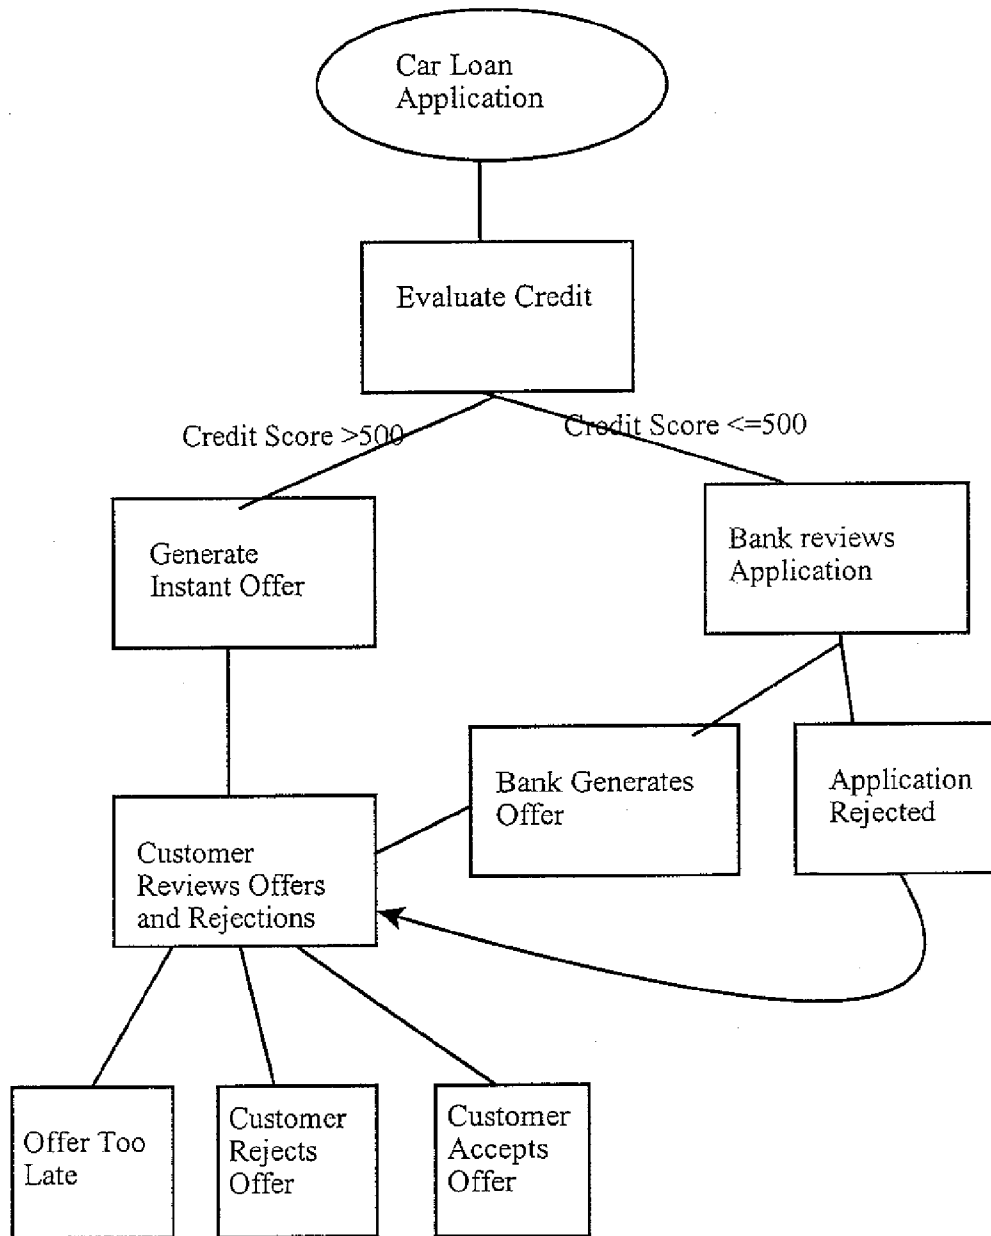 Car Loan
Application
Evaluate Credit
Credit Score >500
Credit Score <=500
Generate
Instant Offer
Bank reviews
Application
Bank Generates
Offer
Application
Rejected
Customer
Reviews Offers
and Rejections
Offer Too
Late
Customer
Rejects
Offer
Customer
Accepts
Offer